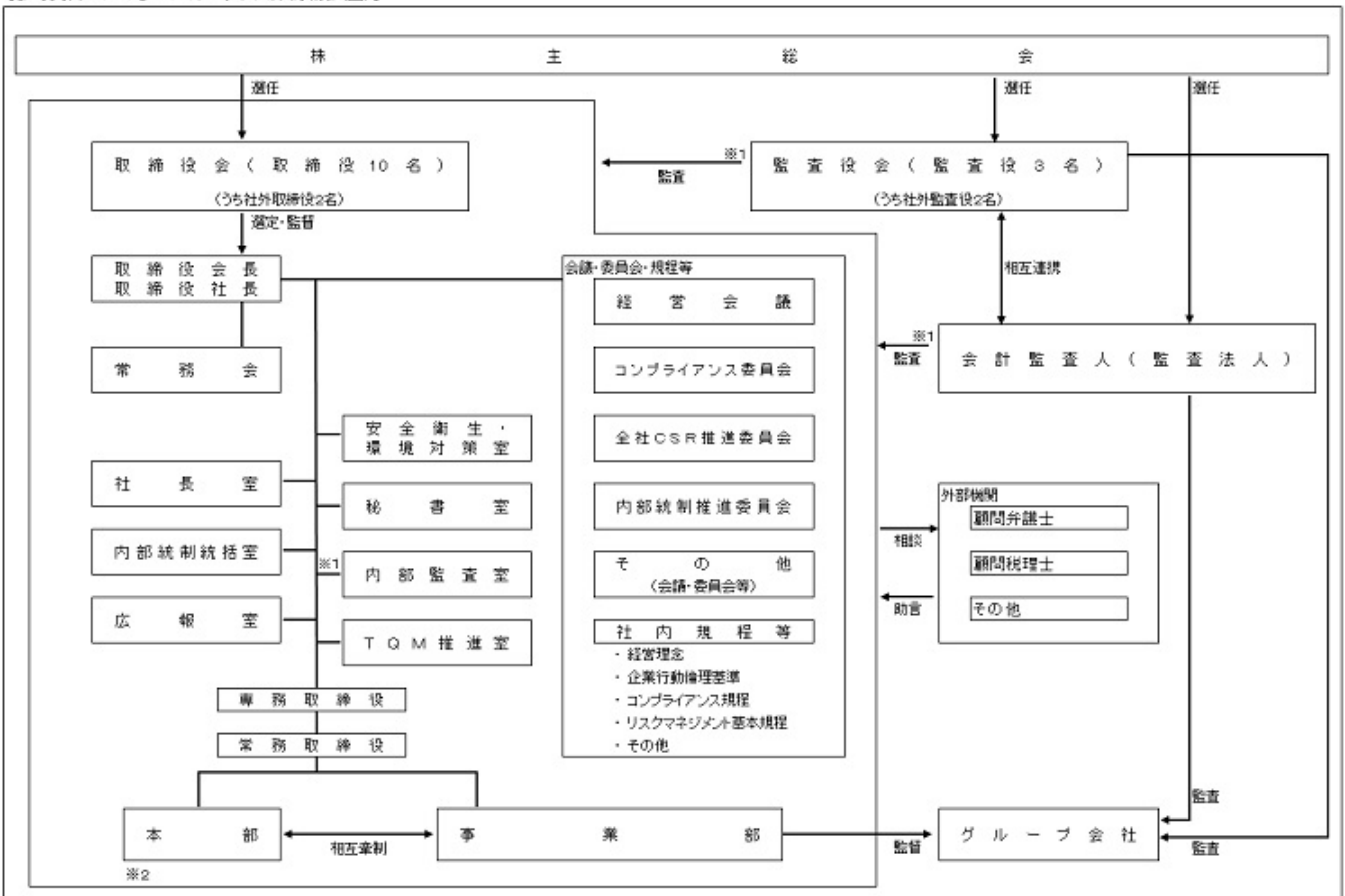 株主総会
選任
選任
選任
取締役会(取締役10名)
(うち社外取締役2名)
※1
監査
監査役会(監査役3名)
(うち社外監査役2名)
選定・監督
取締役会長
取締役社長
会議・委員会・規程等
相互連携
経営会議
※1
監査
会計監査人(監査法人)
常務会
コンプライアンス委員会
安全衛生・
環境対策室
全社CSR推進委員会
社長室
秘書室
内部統制推進委員会
外部機関
顧問弁護士
相談
内部統制統括室
※1
内部監査室
その他
(会議・委員会等)
顧問税理士
助言
その他
広報室
TQM推進室
社内規程等
・経営理念
・企業行動倫理基準
・コンプライアンス規程
・リスクマネジメント基本規程
・その他
専務取締役
常務取締役
監査
本部
相互牽制
事業部
監督
グループ会社
監査
※2